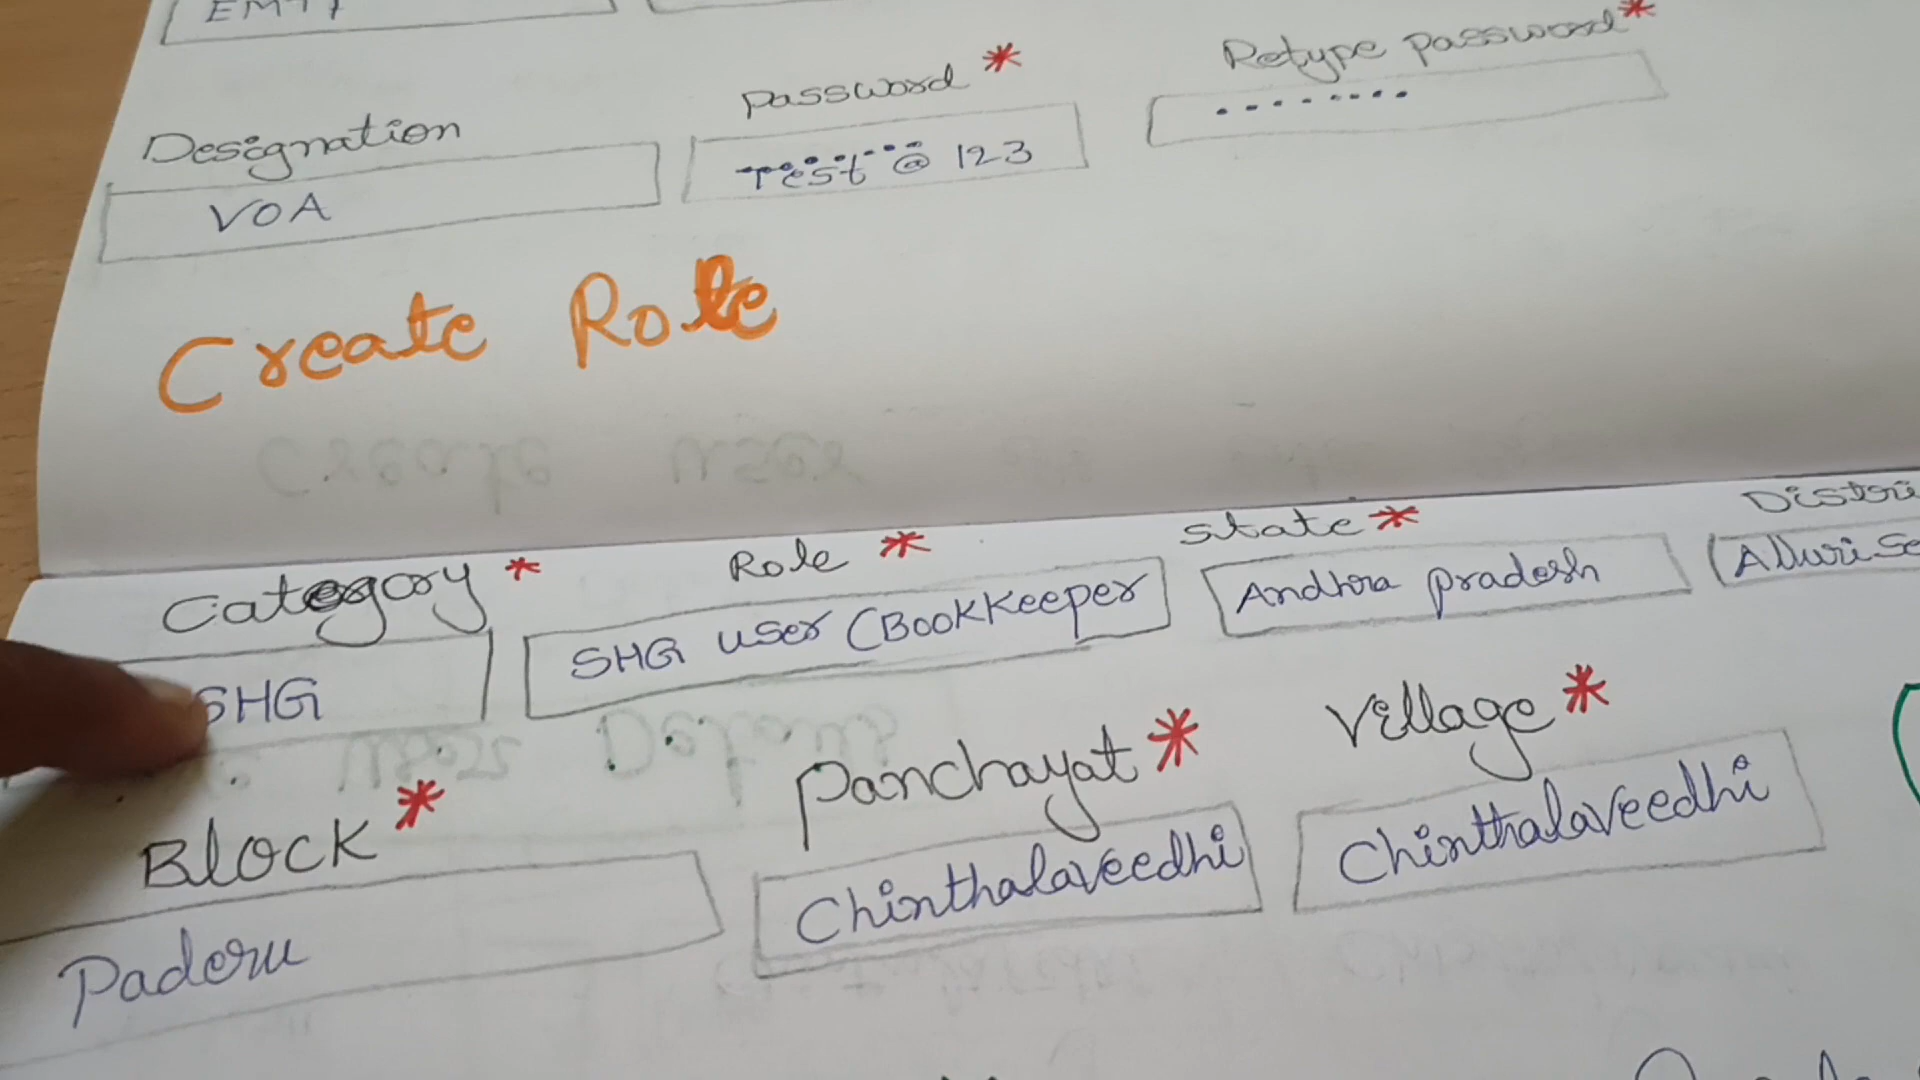 Password * Retype password *
Designation
VOA Test@123 ........
Create Role
Category * Role * State *
SHG SHG user (BookKeeper Andhra pradesh
Block * Panchayat * Village *
Paderu Chinthalaveedhi Chinthalaveedhi